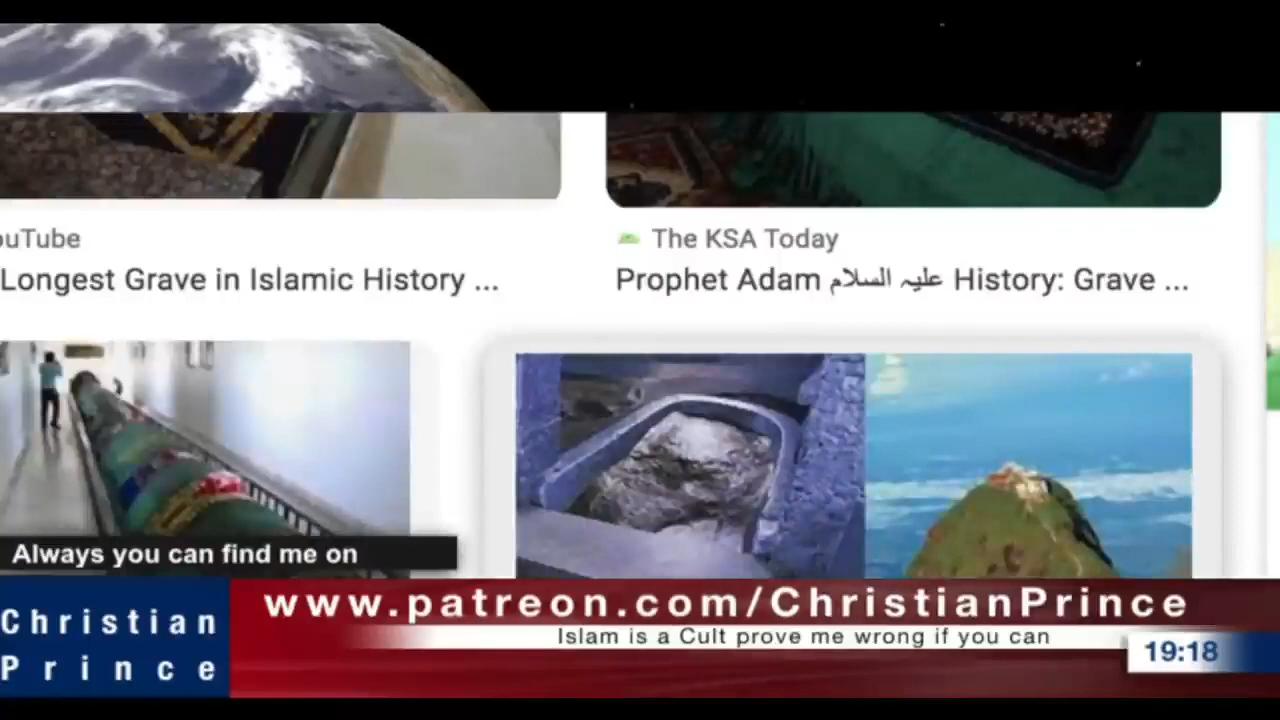 ouTube
Longest Grave in Islamic History ...
The KSA Today
Prophet Adam علیہ السلام History: Grave ...
Always you can find me on
Christian
Prince
www.patreon.com/ChristianPrince
Islam is a Cult prove me wrong if you can
19:18